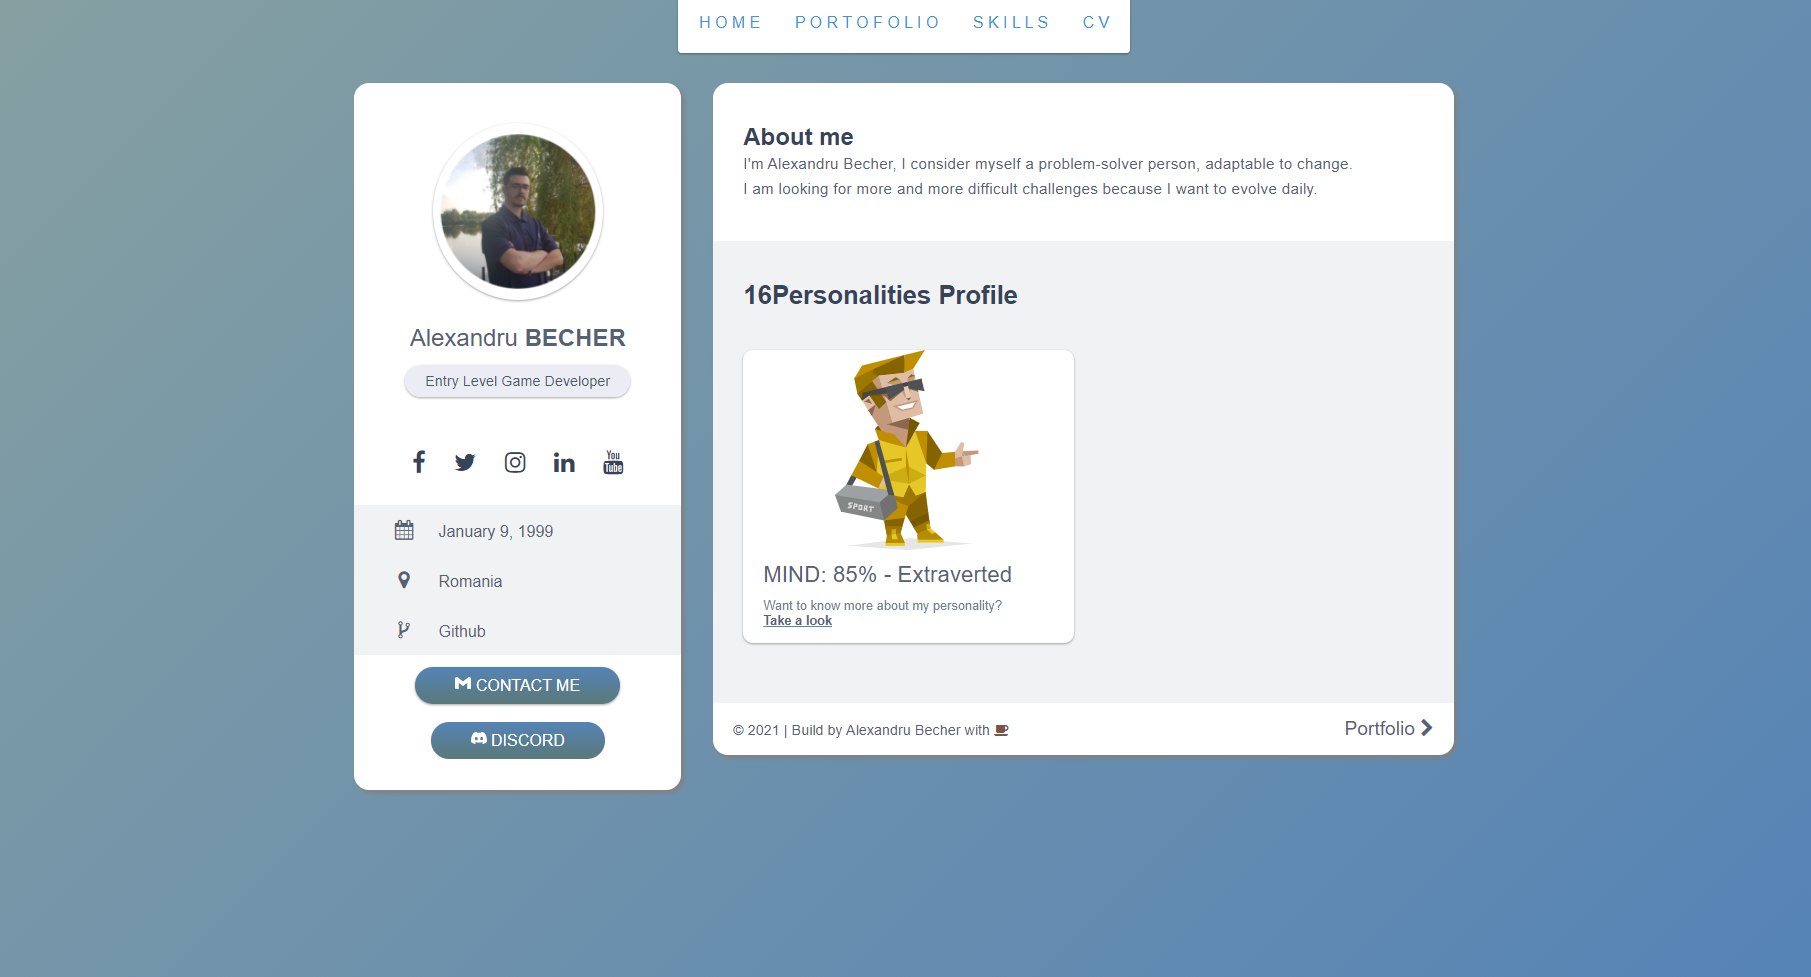 HOME PORTOFOLIO SKILLS CV
Alexandru BECHER
Entry Level Game Developer
You
Tube
January 9, 1999
Romania
Github
CONTACT ME
DISCORD
About me
I'm Alexandru Becher, I consider myself a problem-solver person, adaptable to change.
I am looking for more and more difficult challenges because I want to evolve daily.
16Personalities Profile
SPORT
MIND: 85% - Extraverted
Want to know more about my personality?
Take a look
© 2021 | Build by Alexandru Becher with
Portfolio